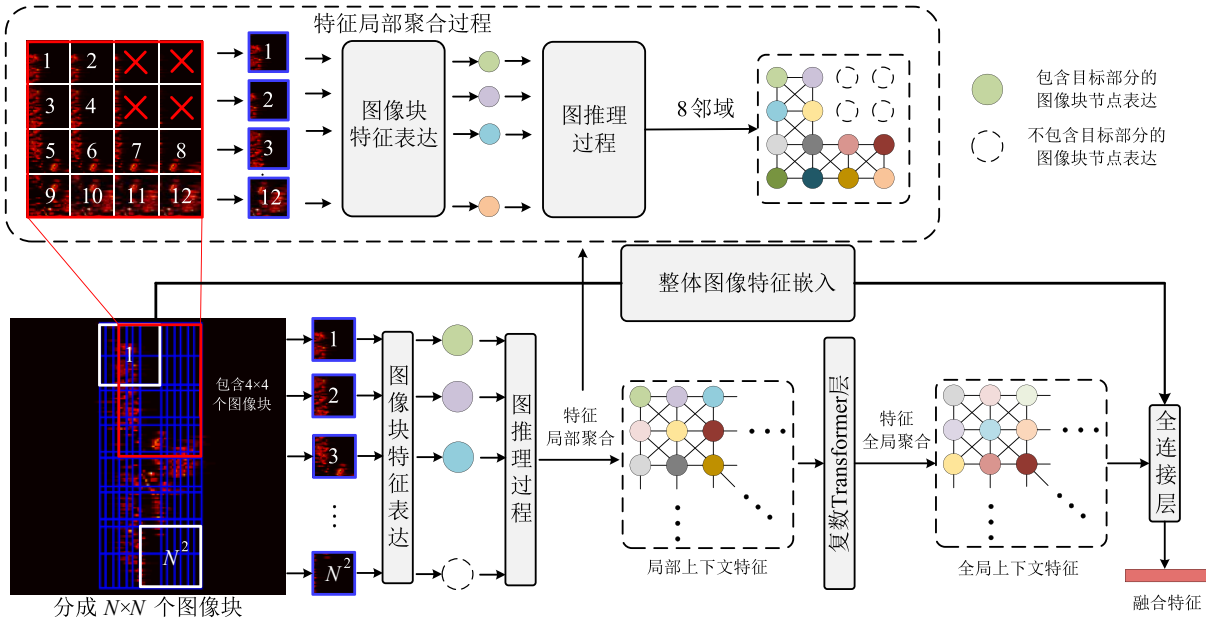 特征局部聚合过程
1 2
3 4
5 6 7 8
9 10 11 12
1
2
3
12
图像块
特征表达
图推理
过程
8邻域
包含目标部分的
图像块节点表达
不包含目标部分的
图像块节点表达
整体图像特征嵌入
1
包含4×4
个图像块
N²
分成 N×N 个图像块
1
2
3
N²
图像块特征表达
图推理过程
特征
局部聚合
局部上下文特征
复数Transformer层
特征
全局聚合
全局上下文特征
全连接层
融合特征